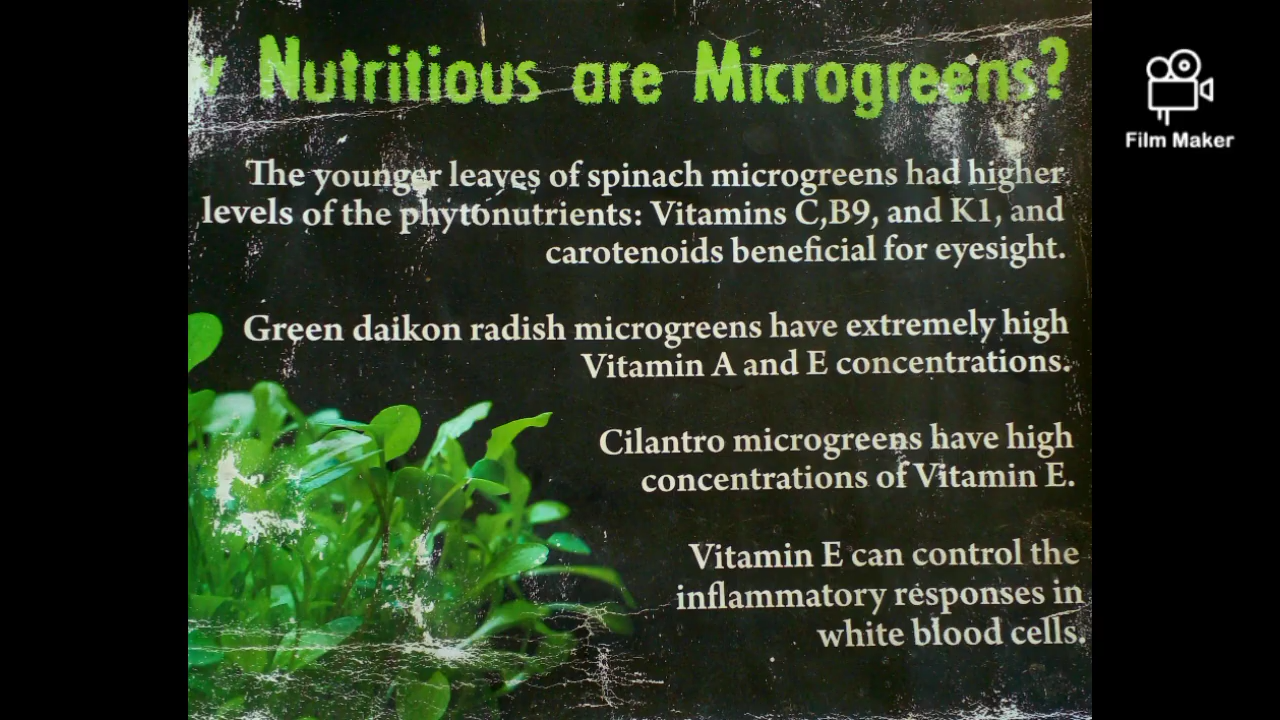 Nutritious are Microgreens?
Film Maker
The younger leaves of spinach microgreens had higher
levels of the phytonutrients: Vitamins C,B9, and K1, and
carotenoids beneficial for eyesight.
Green daikon radish microgreens have extremely high
Vitamin A and E concentrations.
Cilantro microgreens have high
concentrations of Vitamin E.
Vitamin E can control the
inflammatory responses in
white blood cells.